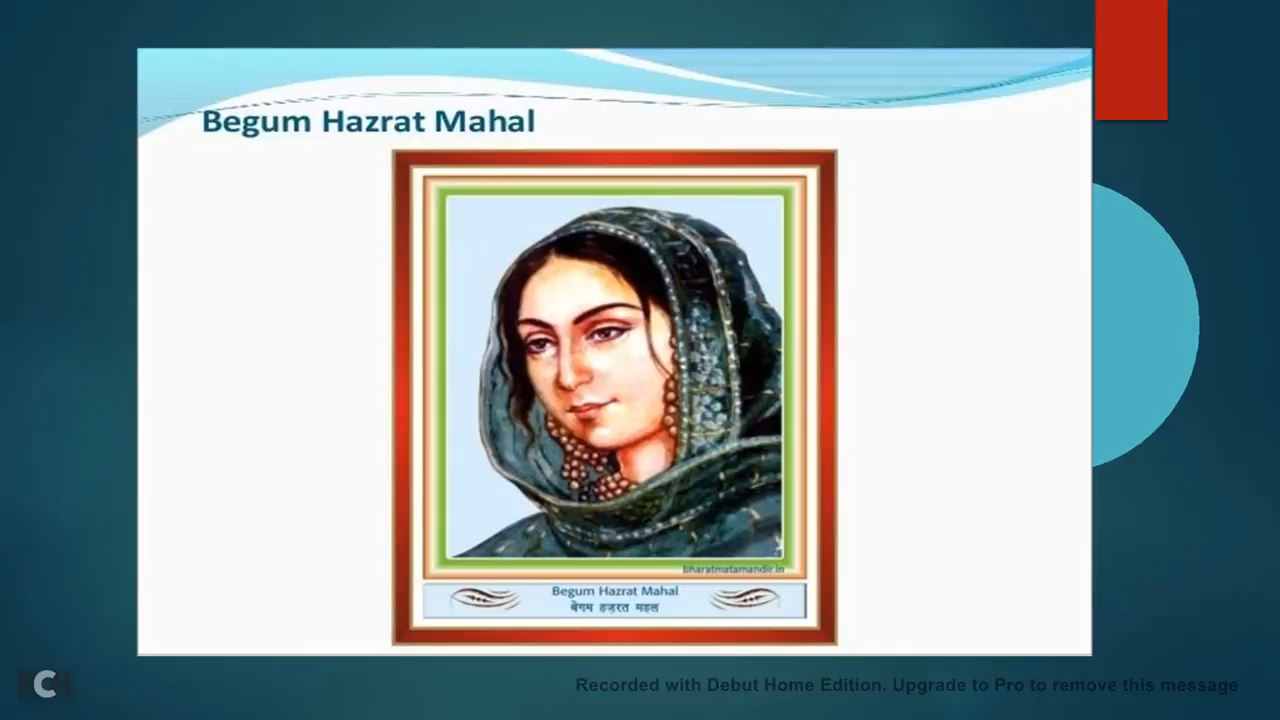 Begum Hazrat Mahal
bharatmatamandir.in
Begum Hazrat Mahal
बेगम हज़रत महल
C
Recorded with Debut Home Edition. Upgrade to Pro to remove this message